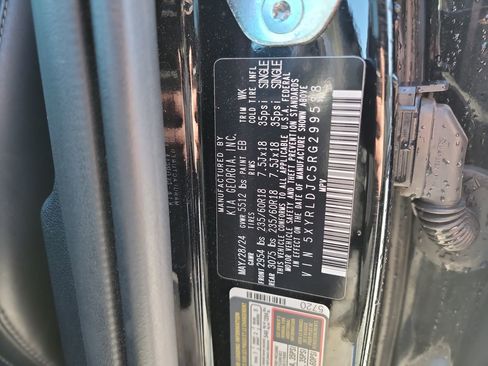 MANUFACTURED BY
KIA GEORGIA, INC.
MAY/28/24 GVWR 5512 lbs PAINT EB TRIM WK
GAWR TIRES RIMS COLD TIRE INFL
FRONT 2954 lbs 235/60R18 7.5JX18 35psi SINGLE
REAR 3075 lbs 235/60R18 7.5JX18 35psi SINGLE
THIS VEHICLE CONFORMS TO ALL APPLICABLE U.S.A. FEDERAL
MOTOR VEHICLE SAFETY AND THEFT PREVENTION STANDARDS
IN EFFECT ON THE DATE OF MANUFACTURE SHOWN ABOVE
VIN 5XYRLDJC5RG299598
MPV
5720